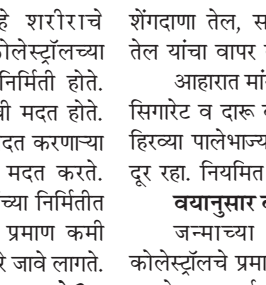 हे शरीराचे
कोलेस्ट्रॉलच्या
निर्मिती होते.
ची मदत होते.
मदत करणाऱ्या
मदत करते.
च्या निर्मितीत
प्रमाण कमी
रे जावे लागते.
शेंगदाणा तेल,
तेल यांचा वापर
आहारात मां
सिगारेट व दारू
हिरव्या पालेभाज्य
दूर रहा. नियमित
वयानुसार
जन्माच्या
कोलेस्ट्रॉलचे प्रमा